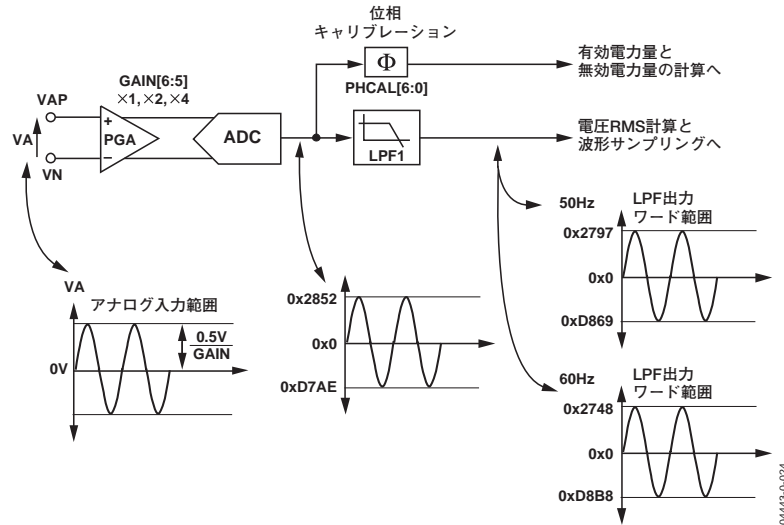 位相
キャリブレーション
Φ
PHCAL[6:0]
有効電力量と
無効電力量の計算へ
GAIN[6:5]
×1, ×2, ×4
VAP
VA
VN
+
−
PGA
ADC
LPF1
電圧RMS計算と
波形サンプリングへ
50Hz
LPF出力
ワード範囲
0x2797
0x0
0xD869
VA
アナログ入力範囲
0V
0.5V
GAIN
0x2852
0x0
0xD7AE
60Hz
LPF出力
ワード範囲
0x2748
0x0
0xD8B8
04443-0-024